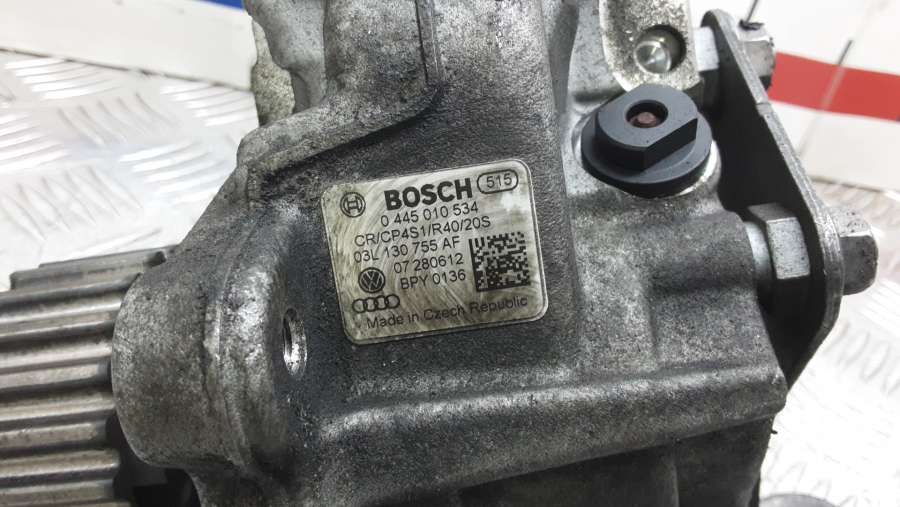 BOSCH 515
0 445 010 534
CR/CP4S1/R40/20S
03L 130 755 AF
07 280612
BPY 0136
Made in Czech Republic